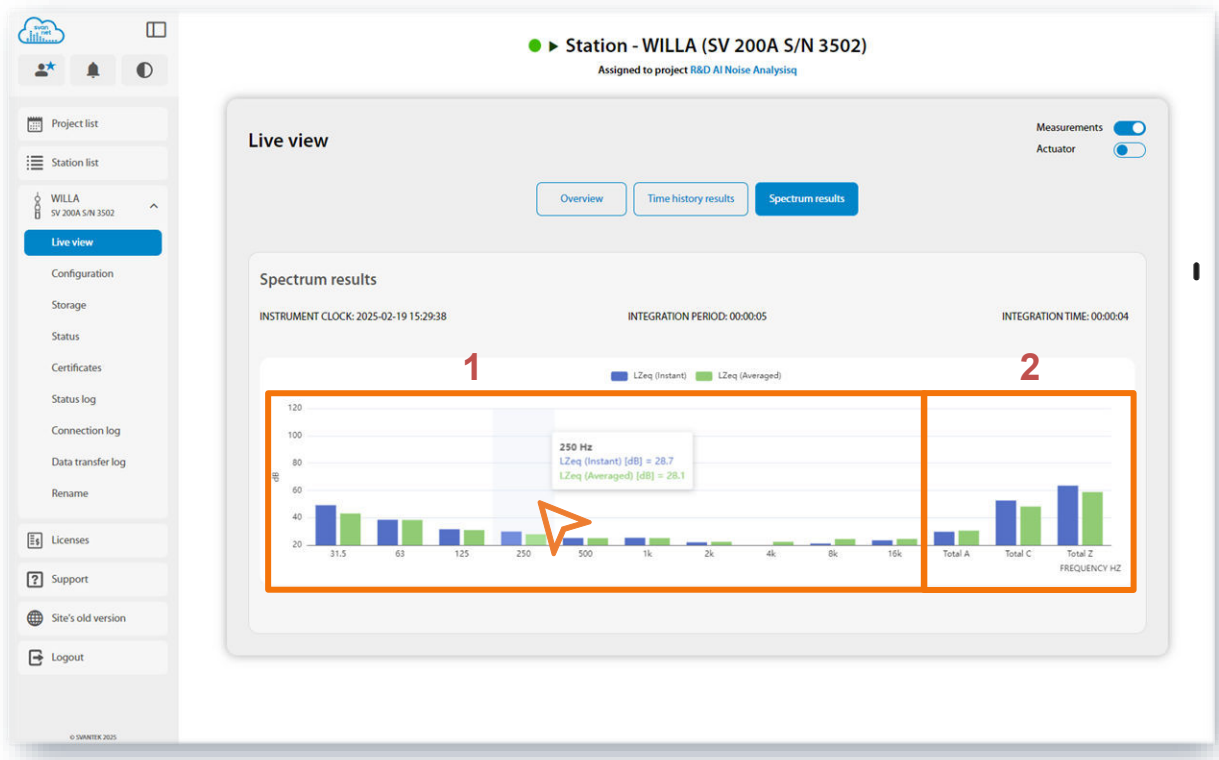 svan
net
Station - WILLA (SV 200A S/N 3502)
Assigned to project R&D AI Noise Analysisq
Project list
Station list
WILLA
SV 200A S/N 3502
Live view
Configuration
Storage
Status
Certificates
Status log
Connection log
Data transfer log
Rename
Licenses
Support
Site's old version
Logout
© SVANTEK 2025
Live view
Measurements
Actuator
Overview
Time history results
Spectrum results
Spectrum results
INSTRUMENT CLOCK: 2025-02-19 15:29:38
INTEGRATION PERIOD: 00:00:05
INTEGRATION TIME: 00:00:04
1
2
LZeq (Instant)
LZeq (Averaged)
120
100
80
60
40
20
dB
250 Hz
LZeq (Instant) [dB] = 28.7
LZeq (Averaged) [dB] = 28.1
31.5
63
125
250
500
1k
2k
4k
8k
16k
Total A
Total C
Total Z
FREQUENCY HZ